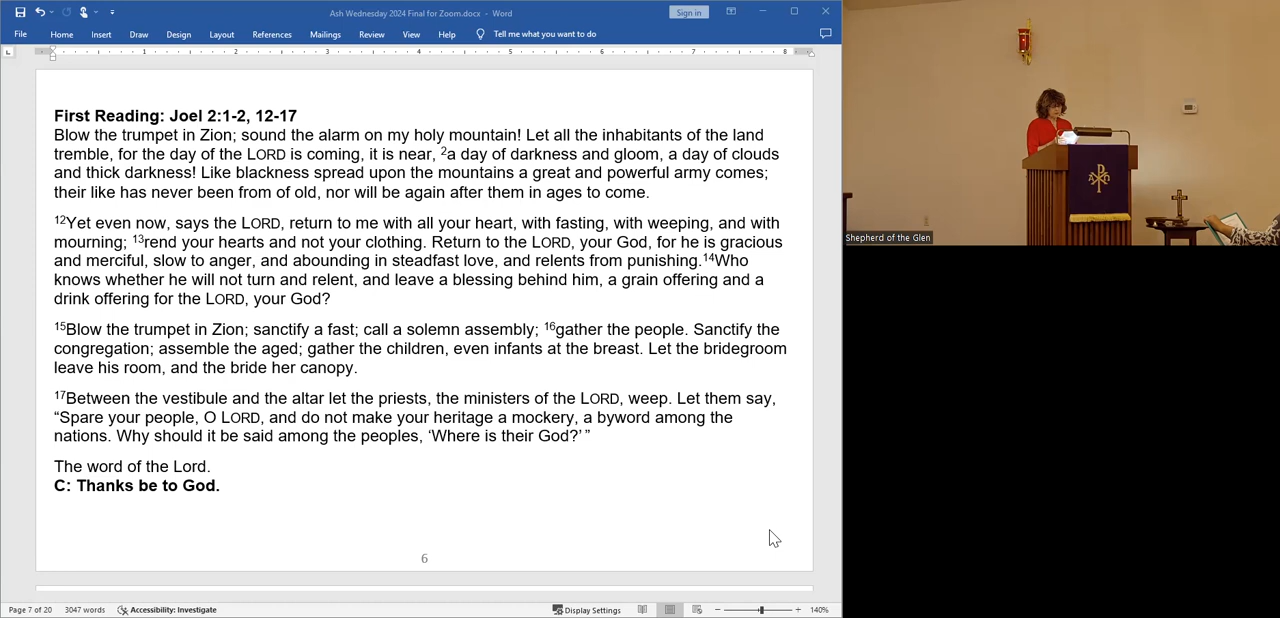 Ash Wednesday 2024 Final for Zoom.docx - Word
Sign in
File Home Insert Draw Design Layout References Mailings Review View Help Tell me what you want to do
1 2 3 4 5 6 7 8
First Reading: Joel 2:1-2, 12-17
Blow the trumpet in Zion; sound the alarm on my holy mountain! Let all the inhabitants of the land
tremble, for the day of the LORD is coming, it is near, 2a day of darkness and gloom, a day of clouds
and thick darkness! Like blackness spread upon the mountains a great and powerful army comes;
their like has never been from of old, nor will be again after them in ages to come.
12Yet even now, says the LORD, return to me with all your heart, with fasting, with weeping, and with
mourning; 13rend your hearts and not your clothing. Return to the LORD, your God, for he is gracious
and merciful, slow to anger, and abounding in steadfast love, and relents from punishing.14Who
knows whether he will not turn and relent, and leave a blessing behind him, a grain offering and a
drink offering for the LORD, your God?
15Blow the trumpet in Zion; sanctify a fast; call a solemn assembly; 16gather the people. Sanctify the
congregation; assemble the aged; gather the children, even infants at the breast. Let the bridegroom
leave his room, and the bride her canopy.
17Between the vestibule and the altar let the priests, the ministers of the LORD, weep. Let them say,
“Spare your people, O LORD, and do not make your heritage a mockery, a byword among the
nations. Why should it be said among the peoples, ‘Where is their God?’ ”
The word of the Lord.
C: Thanks be to God.
6
Page 7 of 20 3047 words Accessibility: Investigate Display Settings 140%
Shepherd of the Glen